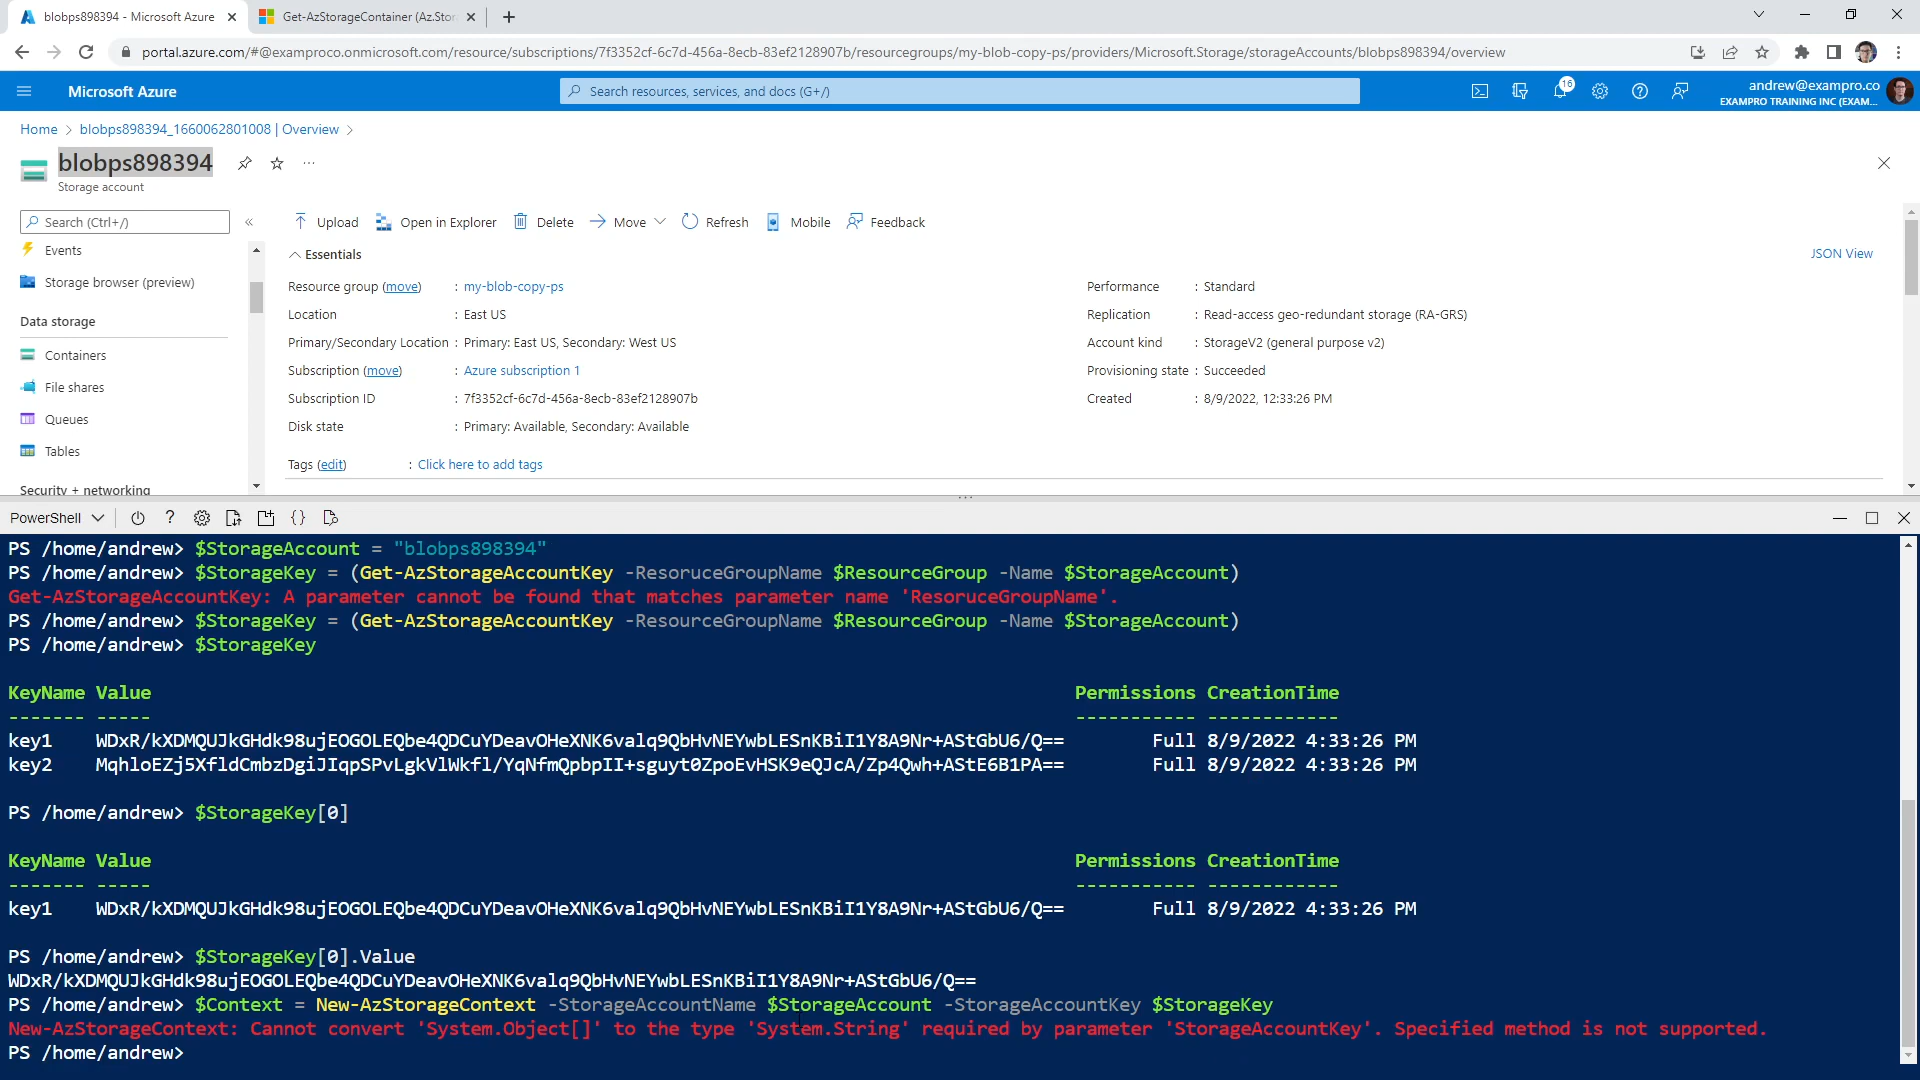 blobps898394 - Microsoft Azure
Get-AzStorageContainer (Az.Stor
portal.azure.com/#@examproco.onmicrosoft.com/resource/subscriptions/7f3352cf-6c7d-456a-8ecb-83ef2128907b/resourcegroups/my-blob-copy-ps/providers/Microsoft.Storage/storageAccounts/blobps898394/overview
Microsoft Azure
Search resources, services, and docs (G+/)
16
andrew@exampro.co
EXAMPRO TRAINING INC (EXAM...
Home > blobps898394_1660062801008 | Overview >
blobps898394
Storage account
Search (Ctrl+/)
Events
Storage browser (preview)
Data storage
Containers
File shares
Queues
Tables
Security + networking
Upload
Open in Explorer
Delete
Move
Refresh
Mobile
Feedback
Essentials
JSON View
Resource group (move) : my-blob-copy-ps
Location : East US
Primary/Secondary Location : Primary: East US, Secondary: West US
Subscription (move) : Azure subscription 1
Subscription ID : 7f3352cf-6c7d-456a-8ecb-83ef2128907b
Disk state : Primary: Available, Secondary: Available
Performance : Standard
Replication : Read-access geo-redundant storage (RA-GRS)
Account kind : StorageV2 (general purpose v2)
Provisioning state : Succeeded
Created : 8/9/2022, 12:33:26 PM
Tags (edit) : Click here to add tags
PowerShell
PS /home/andrew> $StorageAccount = "blobps898394"
PS /home/andrew> $StorageKey = (Get-AzStorageAccountKey -ResoruceGroupName $ResourceGroup -Name $StorageAccount)
Get-AzStorageAccountKey: A parameter cannot be found that matches parameter name 'ResoruceGroupName'.
PS /home/andrew> $StorageKey = (Get-AzStorageAccountKey -ResourceGroupName $ResourceGroup -Name $StorageAccount)
PS /home/andrew> $StorageKey
KeyName Value Permissions CreationTime
------- ----- ----------- ------------
key1 WDxR/kXDMQUJkGHdk98ujEOGOLEQbe4QDCuYDeavOHeXNK6valq9QbHvNEYwbLESnKBiI1Y8A9Nr+AStGbU6/Q== Full 8/9/2022 4:33:26 PM
key2 MqhloEZj5XfldCmbzDgiJIqpSPvLgkVlWkfl/YqNfmQpbpII+sguyt0ZpoEvHSK9eQJcA/Zp4Qwh+AStE6B1PA== Full 8/9/2022 4:33:26 PM
PS /home/andrew> $StorageKey[0]
KeyName Value Permissions CreationTime
------- ----- ----------- ------------
key1 WDxR/kXDMQUJkGHdk98ujEOGOLEQbe4QDCuYDeavOHeXNK6valq9QbHvNEYwbLESnKBiI1Y8A9Nr+AStGbU6/Q== Full 8/9/2022 4:33:26 PM
PS /home/andrew> $StorageKey[0].Value
WDxR/kXDMQUJkGHdk98ujEOGOLEQbe4QDCuYDeavOHeXNK6valq9QbHvNEYwbLESnKBiI1Y8A9Nr+AStGbU6/Q==
PS /home/andrew> $Context = New-AzStorageContext -StorageAccountName $StorageAccount -StorageAccountKey $StorageKey
New-AzStorageContext: Cannot convert 'System.Object[]' to the type 'System.String' required by parameter 'StorageAccountKey'. Specified method is not supported.
PS /home/andrew>